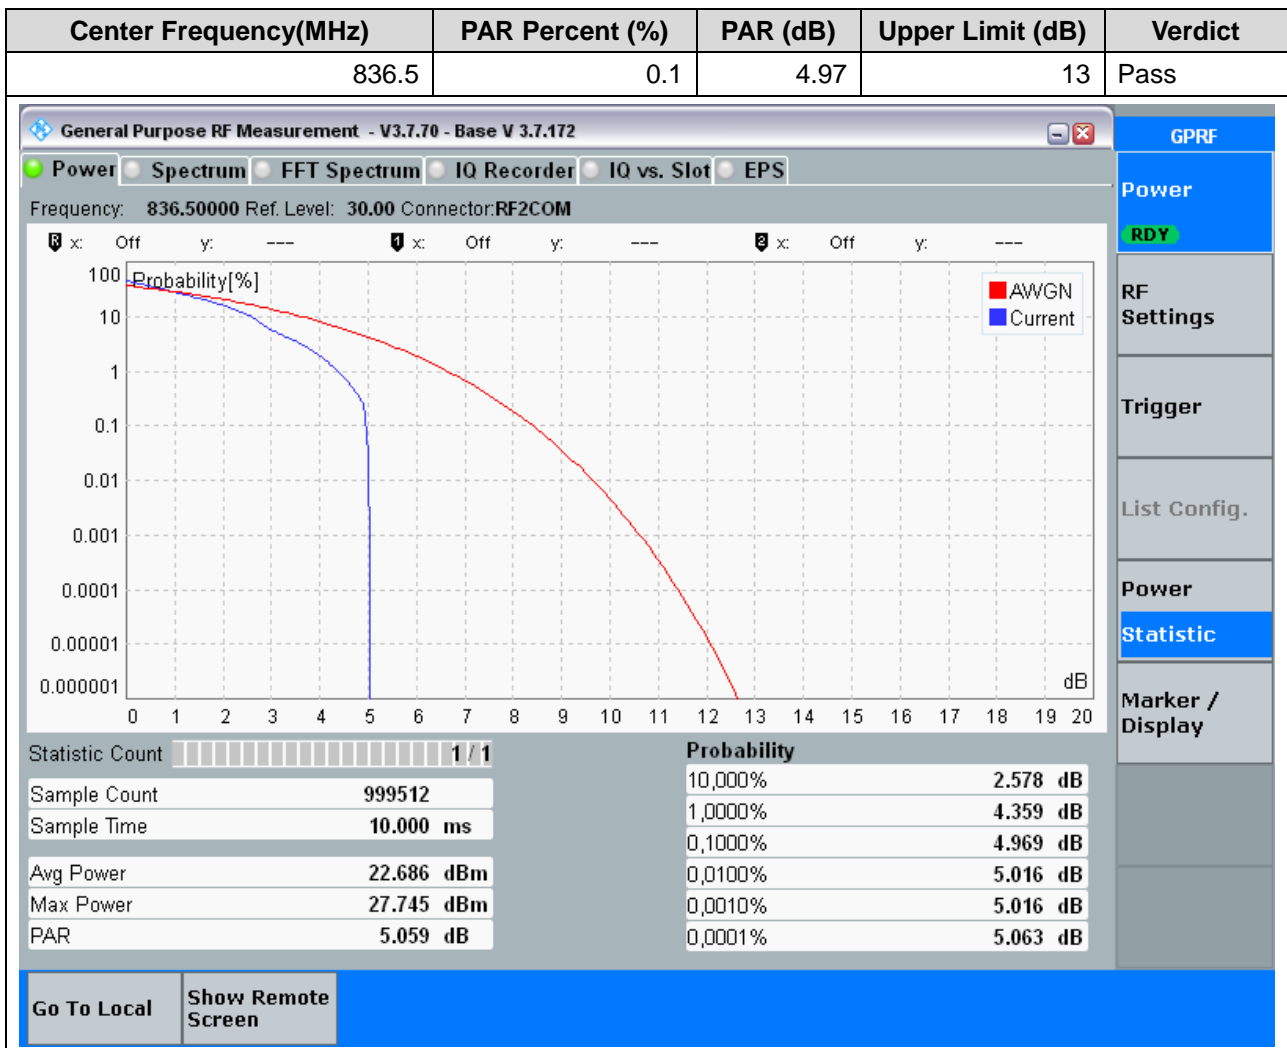 Center Frequency(MHz) PAR Percent (%) PAR (dB) Upper Limit (dB) Verdict
836.5 0.1 4.97 13 Pass
General Purpose RF Measurement - V3.7.70 - Base V 3.7.172
GPRF
Power Spectrum FFT Spectrum IQ Recorder IQ vs. Slot EPS
Frequency: 836.50000 Ref. Level: 30.00 Connector:RF2COM
R x: Off y: --- 1 x: Off y: --- 2 x: Off y: ---
Probability[%]
AWGN
Current
100
10
1
0.1
0.01
0.001
0.0001
0.00001
0.000001
dB
0 1 2 3 4 5 6 7 8 9 10 11 12 13 14 15 16 17 18 19 20
Statistic Count 1 / 1
Sample Count 999512
Sample Time 10.000 ms
Avg Power 22.686 dBm
Max Power 27.745 dBm
PAR 5.059 dB
Probability
10,000% 2.578 dB
1,0000% 4.359 dB
0,1000% 4.969 dB
0,0100% 5.016 dB
0,0010% 5.016 dB
0,0001% 5.063 dB
Power
RDY
RF
Settings
Trigger
List Config.
Power
Statistic
Marker /
Display
Go To Local
Show Remote
Screen